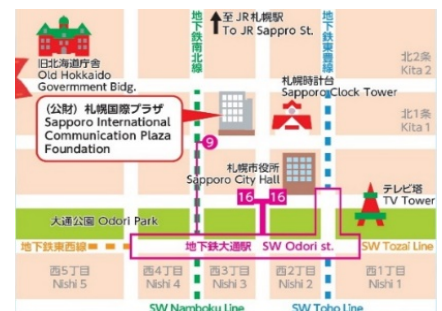 至 JR札幌駅
To JR Sappro St.
地下鉄南北線
地下鉄東豊線
旧北海道庁舎
Old Hokkaido
Govermment Bidg.
北2条
Kita 2
札幌時計台
Sapporo Clock Tower
(公財)札幌国際プラザ
Sapporo International
Communication Plaza
Foundation
北1条
Kita 1
9
札幌市役所
Sapporo City Hall
16 16
テレビ塔
TV Tower
大通公園 Odori Park
地下鉄東西線
地下鉄大通駅 SW Odori st.
SW Tozai Line
西5丁目
Nishi 5
西4丁目
Nishi 4
西3丁目
Nishi 3
西2丁目
Nishi 2
西1丁目
Nishi 1
SW Namboku Line
SW Toho Line